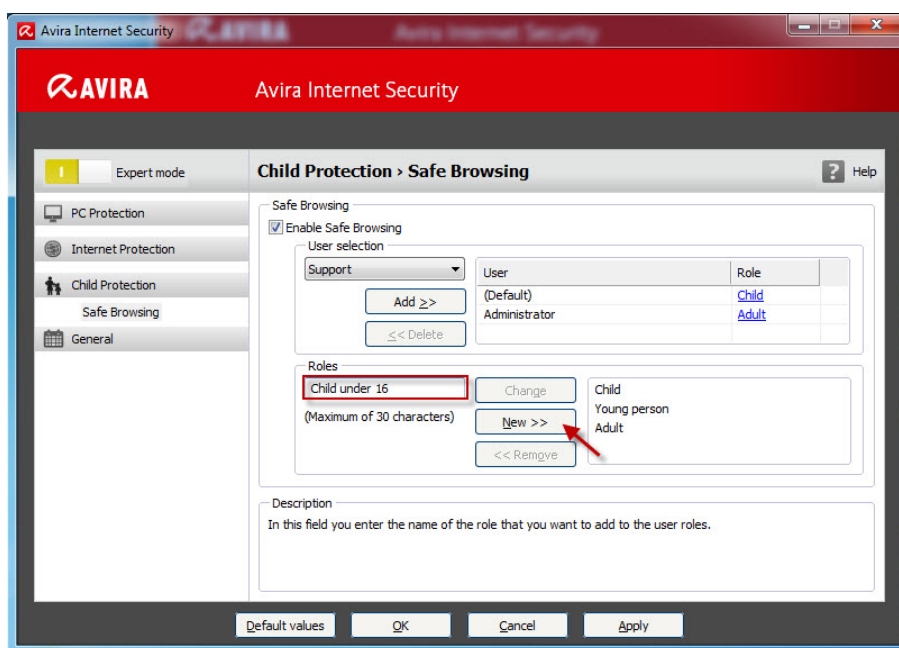 Avira Internet Security
AVIRA
Avira Internet Security
Expert mode
Child Protection › Safe Browsing
? Help
PC Protection
Internet Protection
Child Protection
Safe Browsing
General
Safe Browsing
Enable Safe Browsing
User selection
Support
Add >>
<< Delete
User Role
(Default) Child
Administrator Adult
Roles
Child under 16
(Maximum of 30 characters)
Change
New >>
<< Remove
Child
Young person
Adult
Description
In this field you enter the name of the role that you want to add to the user roles.
Default values OK Cancel Apply